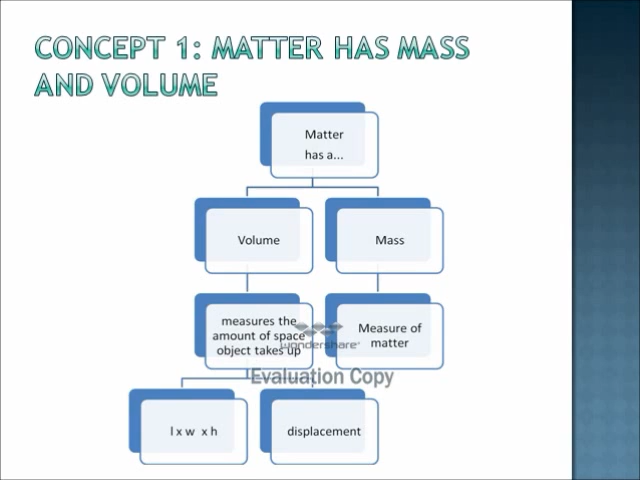 CONCEPT 1: MATTER HAS MASS
AND VOLUME
Matter
has a...
Volume
Mass
measures the
amount of space
object takes up
Measure of
matter
wondershare
Evaluation Copy
l x w x h
displacement